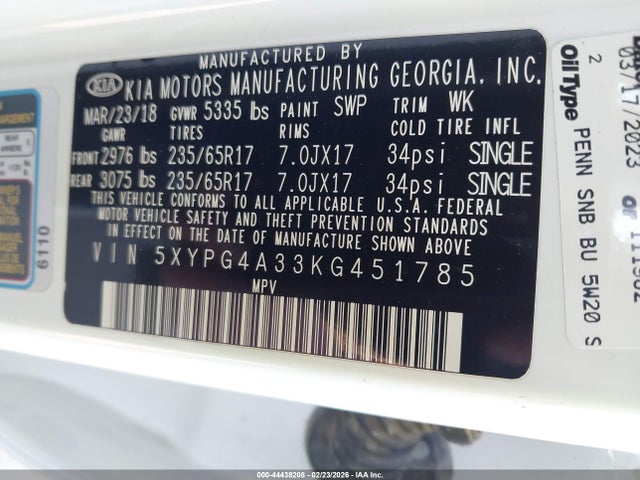 MANUFACTURED BY
KIA KIA MOTORS MANUFACTURING GEORGIA, INC.
MAR/23/18 GVWR 5335 lbs PAINT SWP TRIM WK
GAWR TIRES RIMS COLD TIRE INFL
FRONT 2976 lbs 235/65R17 7.0JX17 34psi SINGLE
REAR 3075 lbs 235/65R17 7.0JX17 34psi SINGLE
THIS VEHICLE CONFORMS TO ALL APPLICABLE U.S.A. FEDERAL
MOTOR VEHICLE SAFETY AND THEFT PREVENTION STANDARDS
IN EFFECT ON THE DATE OF MANUFACTURE SHOWN ABOVE
VIN 5XYPG4A33KG451785
MPV
6110
REAR
03/17/2023
2
Oil Type PENN SNB BU 5W20 S
000-44438208 - 02/23/2026 - IAA Inc.